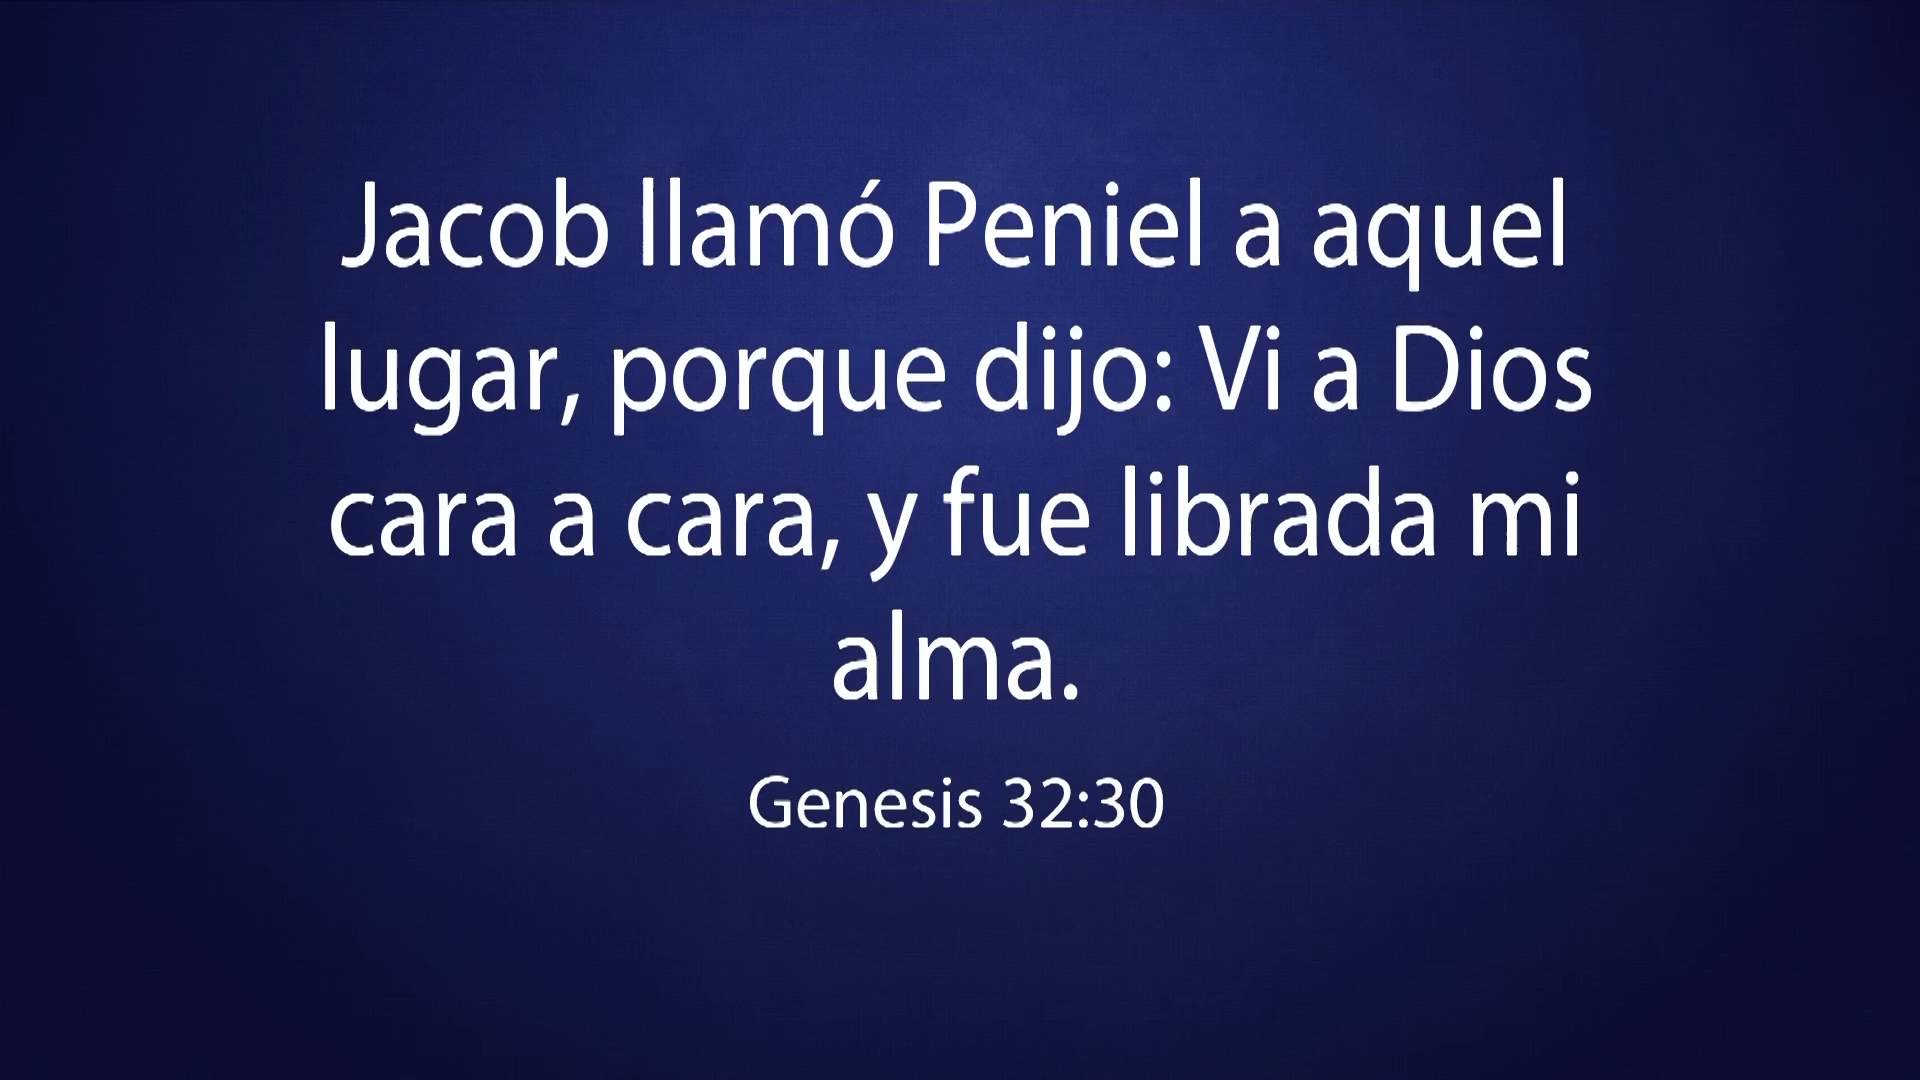 Jacob llamó Peniel a aquel
lugar, porque dijo: Vi a Dios
cara a cara, y fue librada mi
alma.
Genesis 32:30